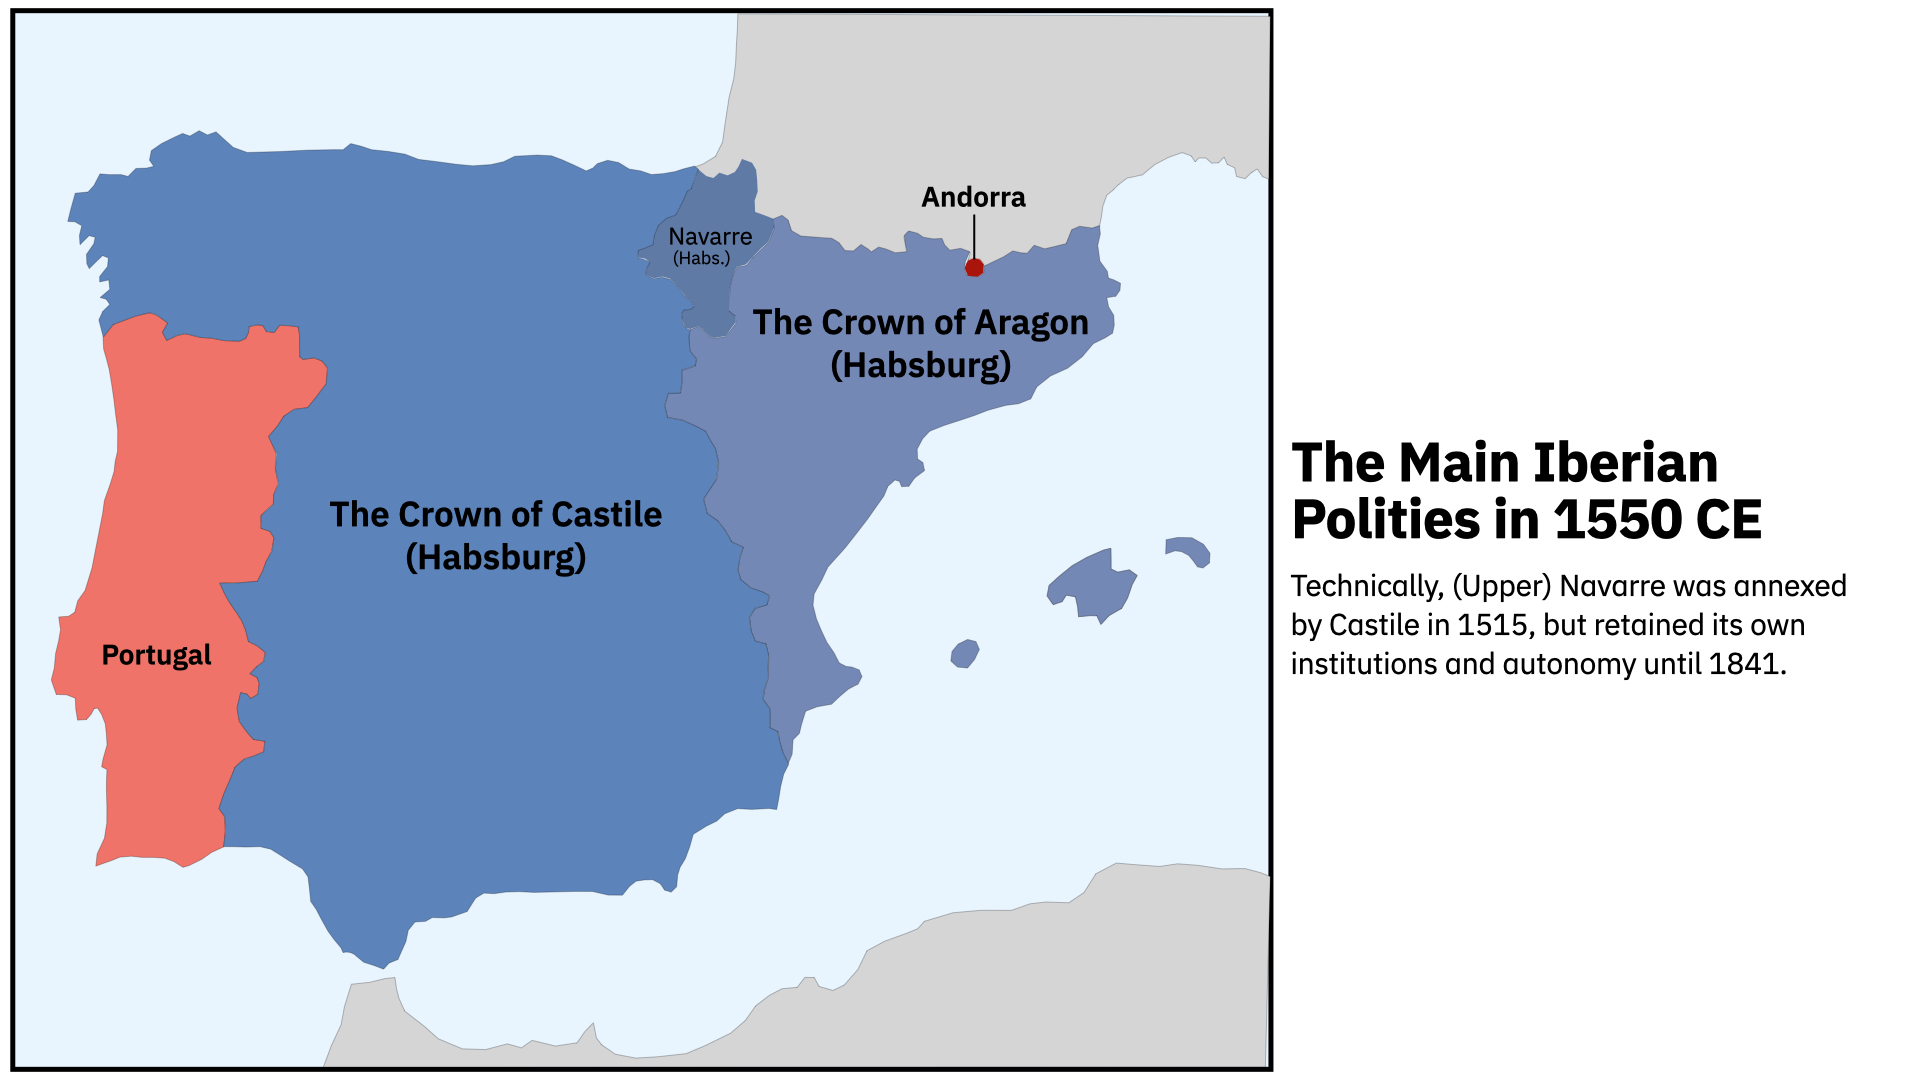 Andorra
Navarre
(Habs.)
The Crown of Aragon
(Habsburg)
The Crown of Castile
(Habsburg)
Portugal
The Main Iberian
Polities in 1550 CE
Technically, (Upper) Navarre was annexed
by Castile in 1515, but retained its own
institutions and autonomy until 1841.